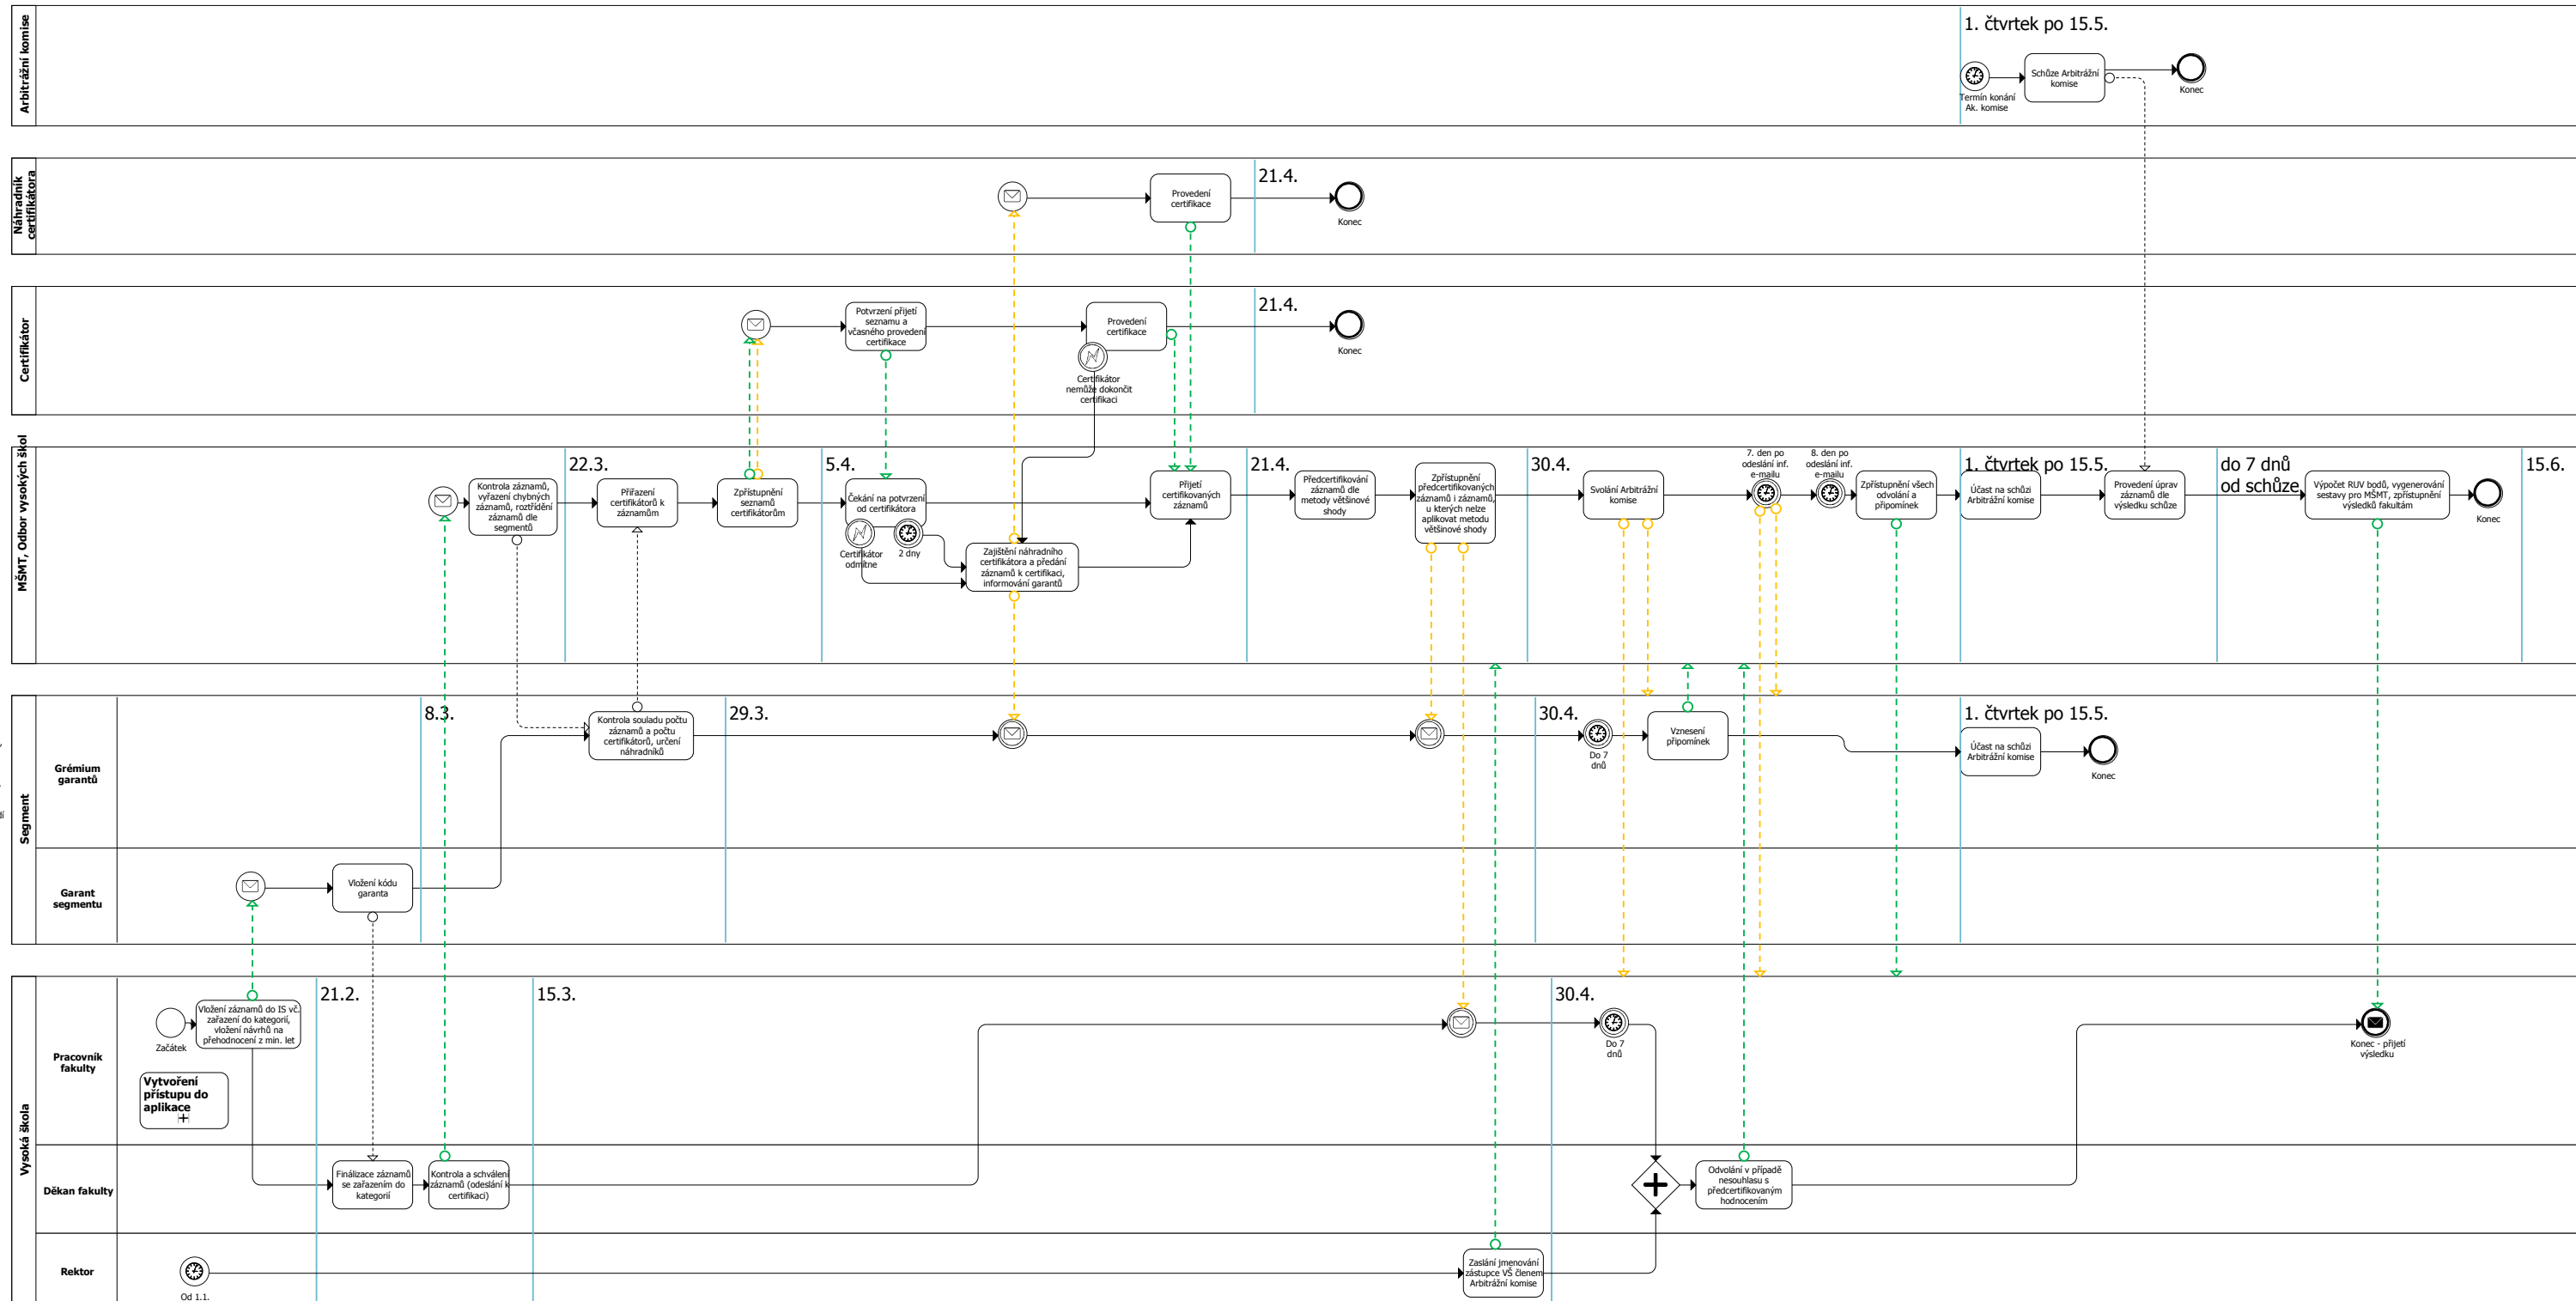 Arbitrážní komise
1. čtvrtek po 15.5.
Termín konání
Ak. komise
Schůze Arbitrážní
komise
Konec
Náhradník
certifikátora
Provedení
certifikace
21.4.
Konec
Certifikátor
Potvrzení přijetí
seznamu a
včasného provedení
certifikace
Provedení
certifikace
Certifikátor
nemůže dokončit
certifikaci
21.4.
Konec
MŠMT, Odbor vysokých škol
Kontrola záznamů,
vyřazení chybných
záznamů, roztřídění
záznamů dle
segmentů
22.3.
Přiřazení
certifikátorů k
záznamům
Zpřístupnění
seznamů
certifikátorům
5.4.
Čekání na potvrzení
od certifikátora
Certifikátor
odmítne
2 dny
Zajištění náhradního
certifikátora a předání
záznamů k certifikaci,
informování garantů
Přijetí
certifikovaných
záznamů
21.4.
Předcertifikování
záznamů dle
metody většinové
shody
Zpřístupnění
předcertifikovaných
záznamů i záznamů,
u kterých nelze
aplikovat metodu
většinové shody
30.4.
Svolání Arbitrážní
komise
7. den po
odeslání inf.
e-mailu
8. den po
odeslání inf.
e-mailu
Zpřístupnění všech
odvolání a
připomínek
1. čtvrtek po 15.5.
Účast na schůzi
Arbitrážní komise
Provedení úprav
záznamů dle
výsledku schůze
do 7 dnů
od schůze
Výpočet RUV bodů, vygenerování
sestavy pro MŠMT, zpřístupnění
výsledků fakultám
Konec
15.6.
Segment
Grémium
garantů
8.3.
Kontrola souladu počtu
záznamů a počtu
certifikátorů, určení
náhradníků
29.3.
30.4.
Do 7
dnů
Vznesení
připomínek
1. čtvrtek po 15.5.
Účast na schůzi
Arbitrážní komise
Konec
Garant
segmentu
Vložení kódu
garanta
Vysoká škola
Pracovník
fakulty
Začátek
Vložení záznamů do IS vč.
zařazení do kategorií,
vložení návrhů na
přehodnocení z min. let
Vytvoření
přístupu do
aplikace
21.2.
15.3.
30.4.
Do 7
dnů
Konec - přijetí
výsledku
Děkan fakulty
Finálizace záznamů
se zařazením do
kategorií
Kontrola a schválení
záznamů (odeslání k
certifikaci)
Odvolání v případě
nesouhlasu s
předcertifikovaným
hodnocením
Rektor
Od 1.1.
Zaslání jmenování
zástupce VŠ členem
Arbitrážní komise